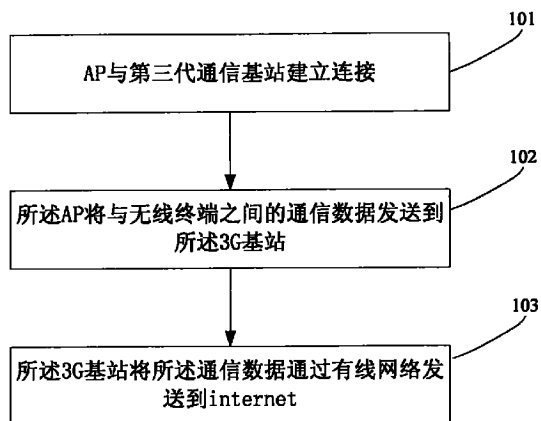 101
AP与第三代通信基站建立连接
102
所述AP将与无线终端之间的通信数据发送到
所述3G基站
103
所述3G基站将所述通信数据通过有线网络发
送到internet